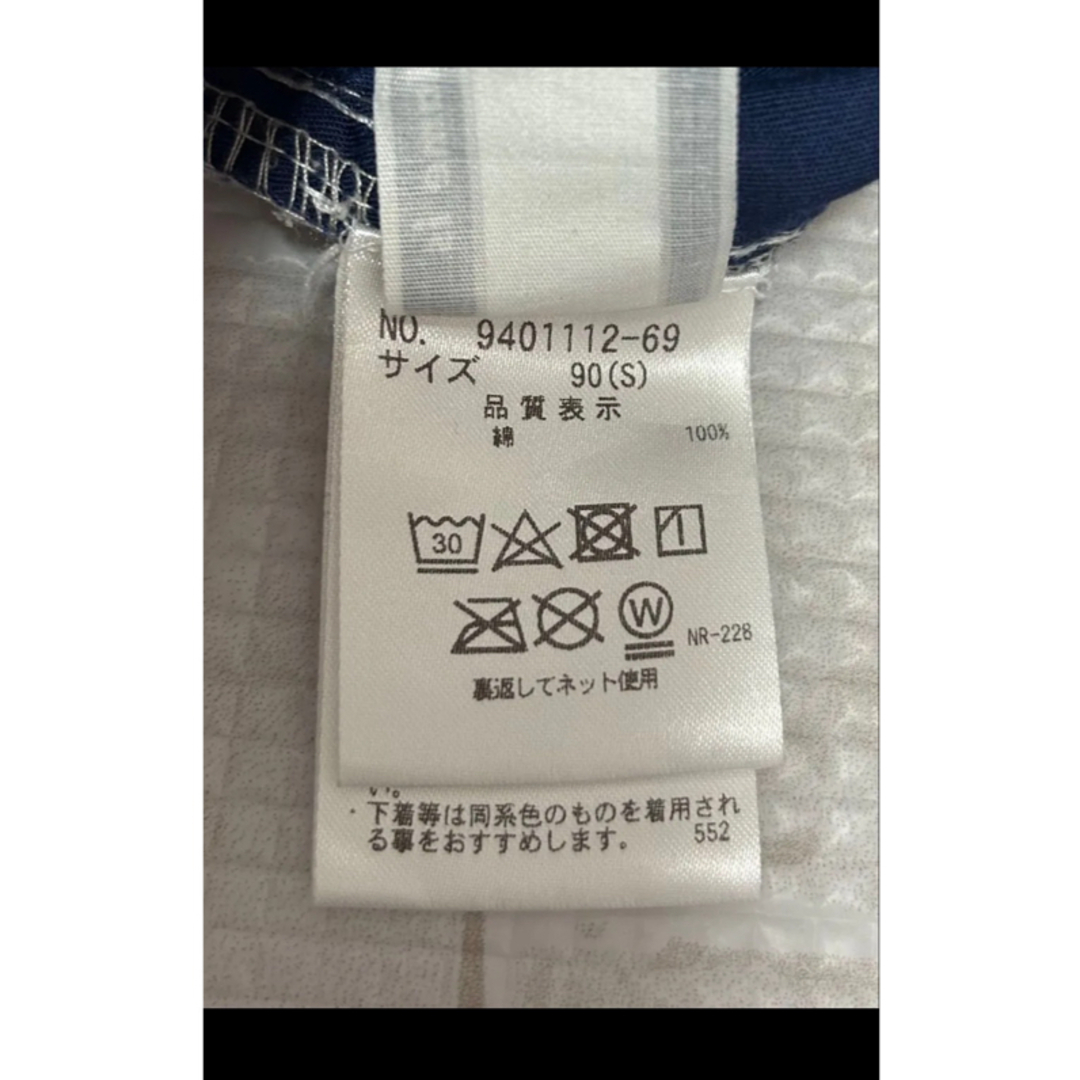 NO. 9401112-69
サイズ 90(S)
品質表示
綿 100%
30
W
NR-228
裏返してネット使用
い。
・下着等は同系色のものを着用され
る事をおすすめします。 552